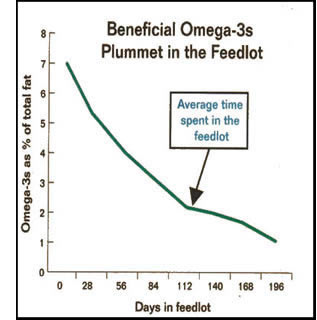 Beneficial Omega-3s
Plummet in the Feedlot
Average time
spent in the
feedlot
Omega-3s as % of total fat
8
7
6
5
4
3
2
1
0
0 28 56 84 112 140 168 196
Days in feedlot